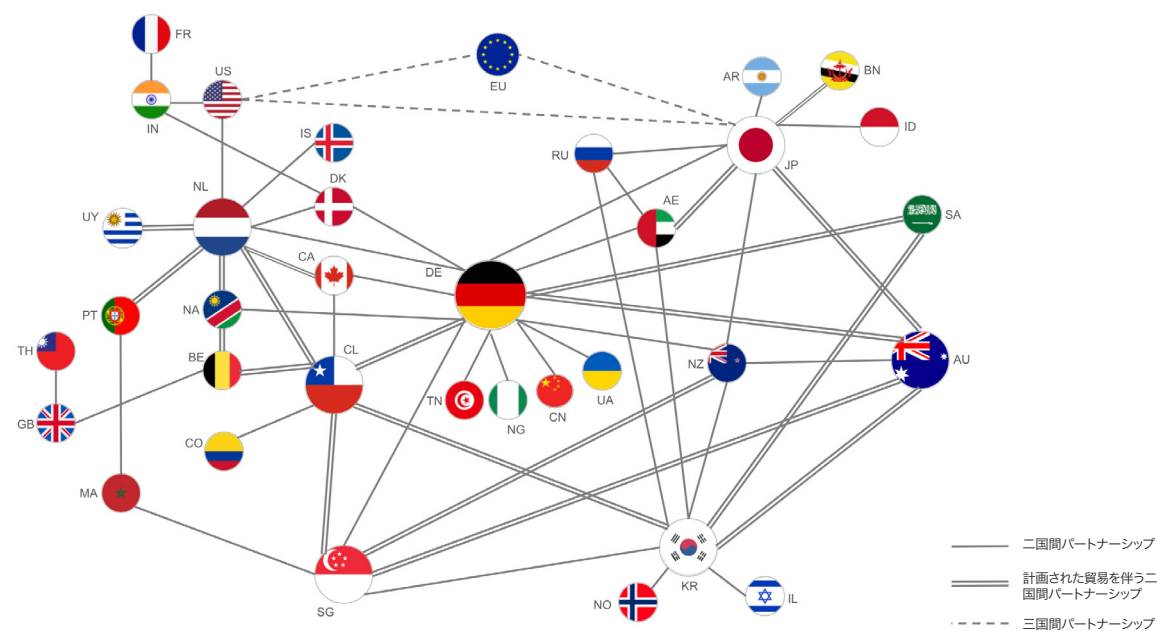 FR
US
EU
AR
BN
IN
ID
IS
RU
JP
NL
DK
AE
UY
SA
CA
DE
PT
NA
TH
BE
CL
NZ
AU
TN
NG
CN
UA
GB
CO
MA
SG
NO
KR
IL
二国間パートナーシップ
計画された貿易を伴う二
国間パートナーシップ
三国間パートナーシップ